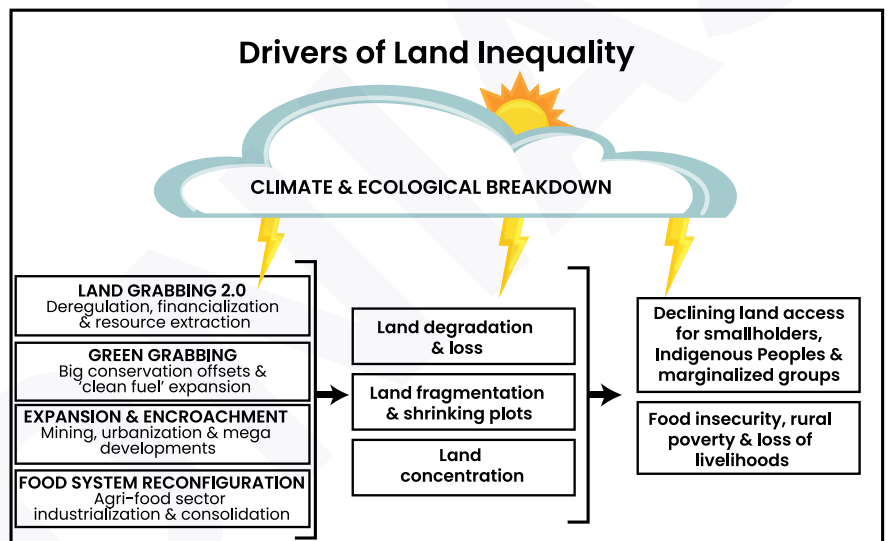 Drivers of Land Inequality
CLIMATE & ECOLOGICAL BREAKDOWN
LAND GRABBING 2.0
Deregulation, financialization
& resource extraction
GREEN GRABBING
Big conservation offsets &
‘clean fuel’ expansion
EXPANSION & ENCROACHMENT
Mining, urbanization & mega
developments
FOOD SYSTEM RECONFIGURATION
Agri-food sector
industrialization & consolidation
Land degradation
& loss
Land fragmentation
& shrinking plots
Land
concentration
Declining land access
for smallholders,
Indigenous Peoples &
marginalized groups
Food insecurity, rural
poverty & loss of
livelihoods